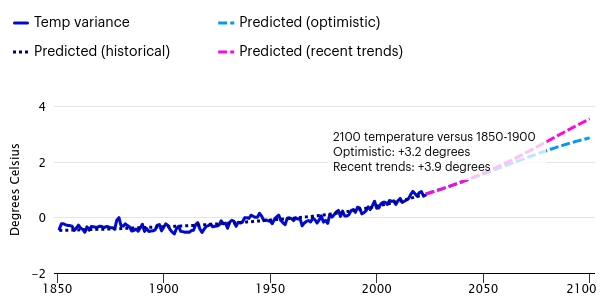 Temp variance
Predicted (optimistic)
Predicted (historical)
Predicted (recent trends)
4
2100 temperature versus 1850-1900
Optimistic: +3.2 degrees
2
Recent trends: +3.9 degrees
Degrees Celsius
0
−2
1850
1900
1950
2000
2050
2100